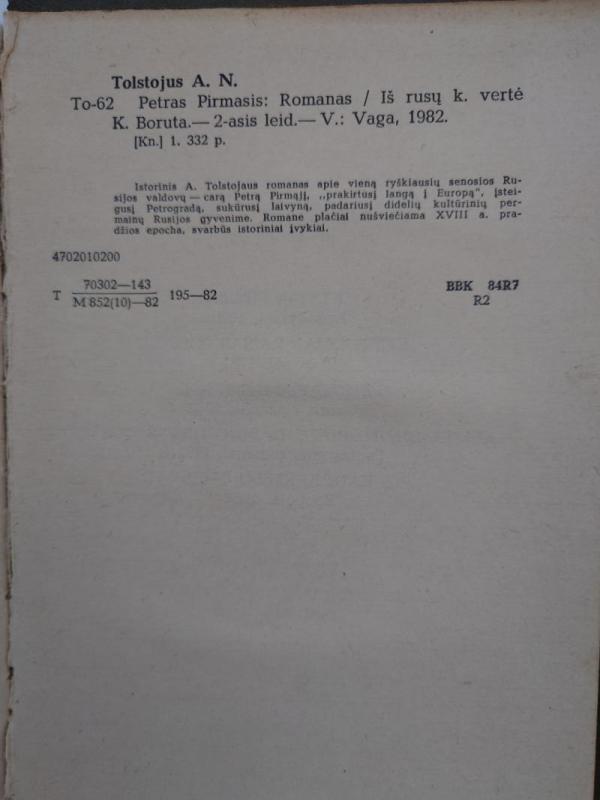 Tolstojus A. N.
To-62 Petras Pirmasis: Romanas / Iš rusų k. vertė
K. Boruta.— 2-asis leid.— V.: Vaga, 1982.
[Kn.] 1. 332 p.
Istorinis A. Tolstojaus romanas apie vieną ryškiausių senosios Ru-
sijos valdovų — carą Petrą Pirmąjį, „prakirtusį langą į Europą", įstei-
gusį Petrogradą, sukūrusį laivyną, padariusį didelių kultūrinių per-
mainų Rusijos gyvenime. Romane plačiai nušviečiama XVIII a. pra-
džios epocha, svarbūs istoriniai įvykiai.
4702010200
T 70302—143
M 852(10)—82 195—82
BBK 84R7
R2